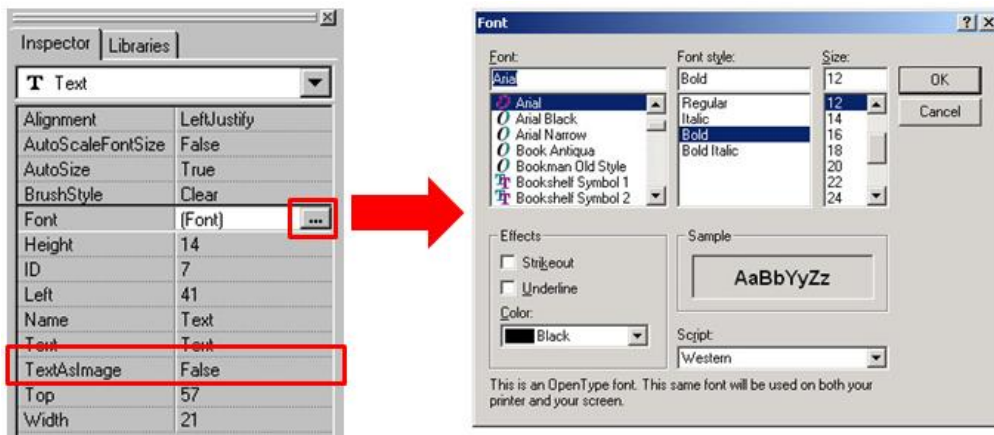 Inspector Libraries
T Text
Alignment LeftJustify
AutoScaleFontSize False
AutoSize True
BrushStyle Clear
Font (Font) ...
Height 14
ID 7
Left 41
Name Text
Text Text
TextAsImage False
Top 57
Width 21
Font
Font: Font style: Size:
Arial Bold 12 OK
Arial Regular 12 Cancel
Arial Black Italic 14
Arial Narrow Bold 16
Book Antiqua Bold Italic 18
Bookman Old Style 20
Bookshelf Symbol 1 22
Bookshelf Symbol 2 24
Effects Sample
Strikeout
Underline AaBbYyZz
Color:
Black Script:
Western
This is an OpenType font. This same font will be used on both your
printer and your screen.